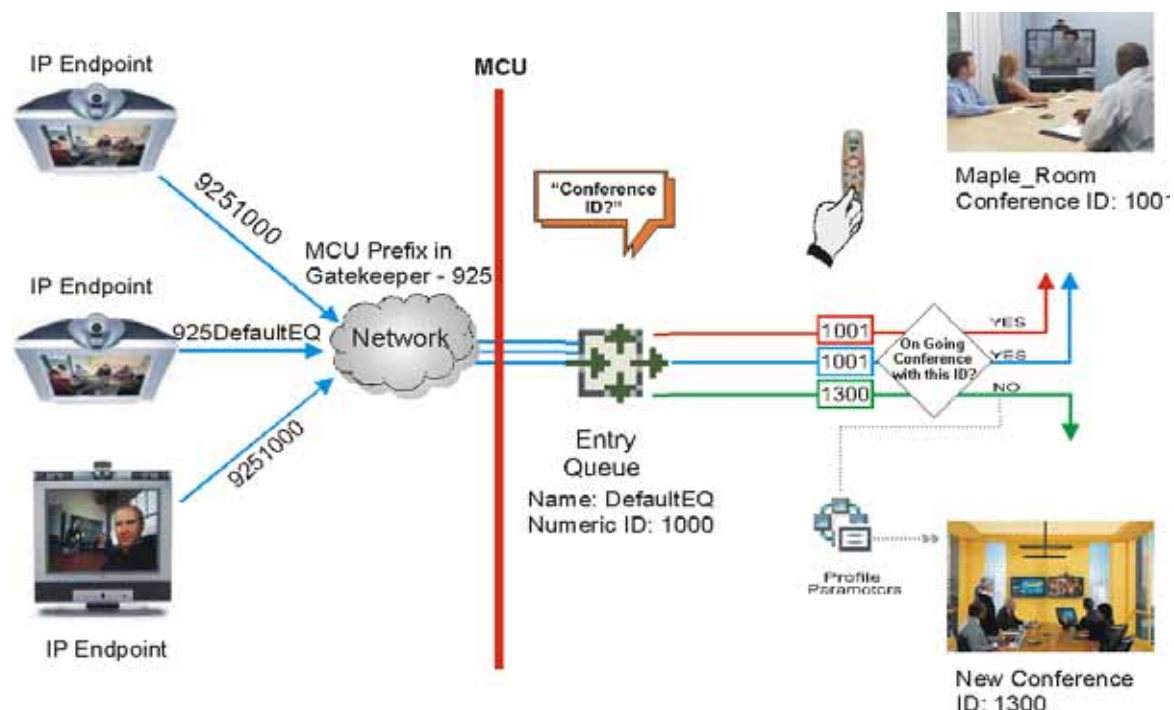 IP Endpoint
9251000
IP Endpoint
925DefaultEQ
9251000
IP Endpoint
MCU Prefix in
Gatekeeper - 925
Network
MCU
"Conference
ID?"
Entry
Queue
Name: DefaultEQ
Numeric ID: 1000
1001
1001
1300
On Going
Conference
with this ID?
YES
YES
NO
Maple_Room
Conference ID: 1001
Profile
Paramotors
New Conference
ID: 1300